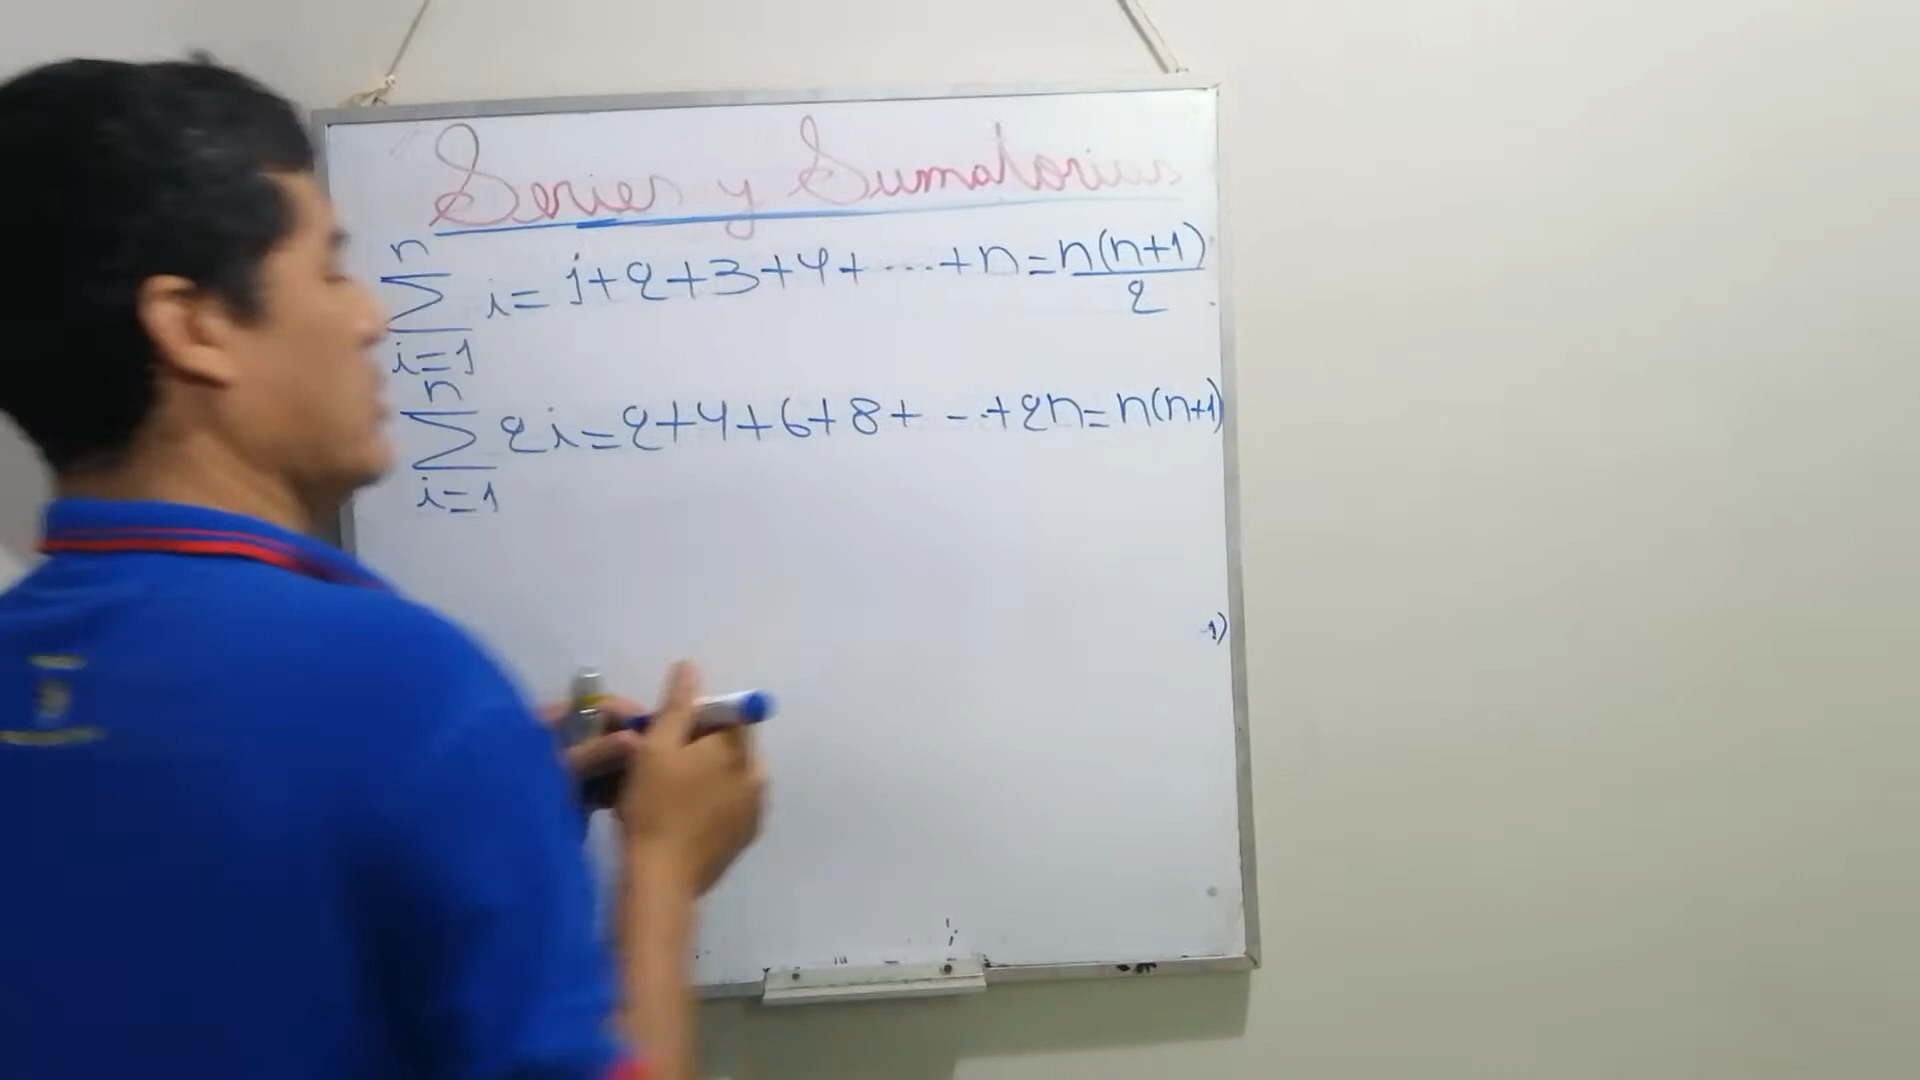 Series y Sumatorias
n
∑ i = 1+2+3+4+ ... +n = n(n+1)/2
i=1
n
∑ 2i = 2+4+6+8+ ... +2n = n(n+1)
i=1
1)